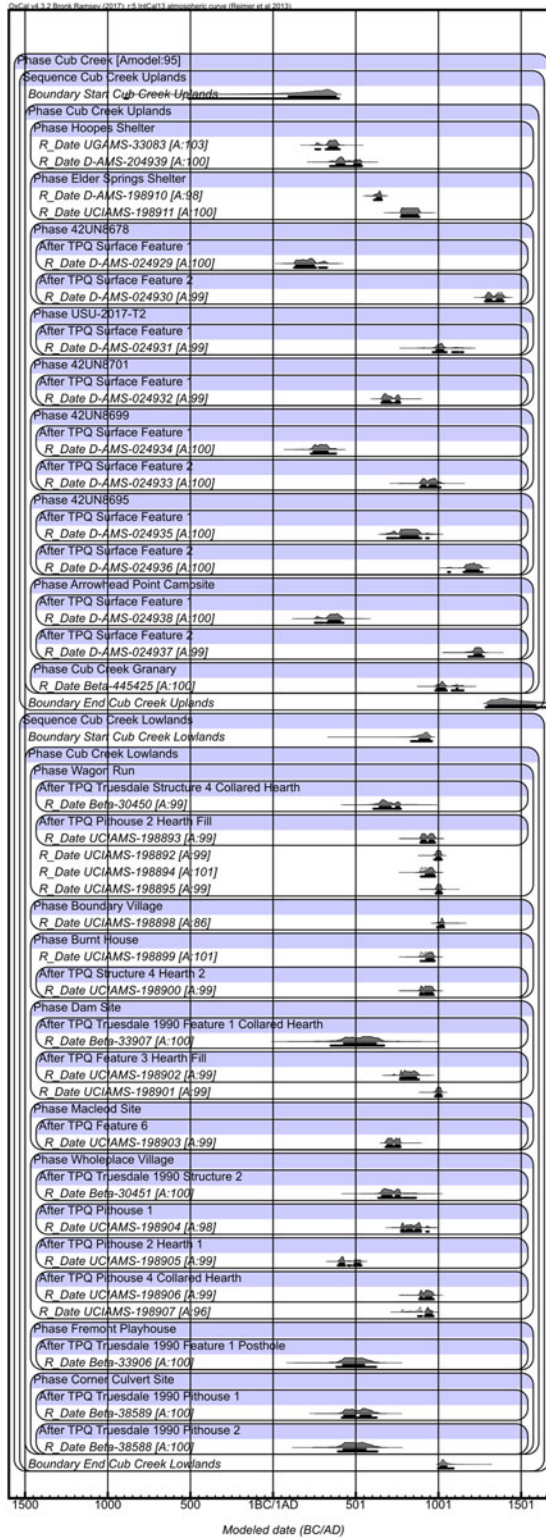 OxCal v4.3.2 Bronk Ramsey (2017); r:5 IntCal13 atmospheric curve (Reimer et al 2013)
Phase Cub Creek [Amodel:95]
Sequence Cub Creek Uplands
Boundary Start Cub Creek Uplands
Phase Cub Creek Uplands
Phase Hoopes Shelter
R_Date UGAMS-33083 [A:103]
R_Date D-AMS-204939 [A:100]
Phase Elder Springs Shelter
R_Date D-AMS-198910 [A:98]
R_Date UCIAMS-198911 [A:100]
Phase 42UN8678
After TPQ Surface Feature 1
R_Date D-AMS-024929 [A:100]
After TPQ Surface Feature 2
R_Date D-AMS-024930 [A:99]
Phase USU-2017-T2
After TPQ Surface Feature 1
R_Date D-AMS-024931 [A:99]
Phase 42UN8701
After TPQ Surface Feature 1
R_Date D-AMS-024932 [A:99]
Phase 42UN8699
After TPQ Surface Feature 1
R_Date D-AMS-024934 [A:100]
After TPQ Surface Feature 2
R_Date D-AMS-024933 [A:100]
Phase 42UN8695
After TPQ Surface Feature 1
R_Date D-AMS-024935 [A:100]
After TPQ Surface Feature 2
R_Date D-AMS-024936 [A:100]
Phase Arrowhead Point Campsite
After TPQ Surface Feature 1
R_Date D-AMS-024938 [A:100]
After TPQ Surface Feature 2
R_Date D-AMS-024937 [A:99]
Phase Cub Creek Granary
R_Date Beta-445425 [A:100]
Boundary End Cub Creek Uplands
Sequence Cub Creek Lowlands
Boundary Start Cub Creek Lowlands
Phase Cub Creek Lowlands
Phase Wagon Run
After TPQ Truesdale Structure 4 Collared Hearth
R_Date Beta-30450 [A:99]
After TPQ Pithouse 2 Hearth Fill
R_Date UCIAMS-198893 [A:99]
R_Date UCIAMS-198892 [A:99]
R_Date UCIAMS-198894 [A:101]
R_Date UCIAMS-198895 [A:99]
Phase Boundary Village
R_Date UCIAMS-198898 [A:86]
Phase Burnt House
R_Date UCIAMS-198899 [A:101]
After TPQ Structure 4 Hearth 2
R_Date UCIAMS-198900 [A:99]
Phase Dam Site
After TPQ Truesdale 1990 Feature 1 Collared Hearth
R_Date Beta-33907 [A:100]
After TPQ Feature 3 Hearth Fill
R_Date UCIAMS-198902 [A:99]
R_Date UCIAMS-198901 [A:99]
Phase Macleod Site
After TPQ Feature 6
R_Date UCIAMS-198903 [A:99]
Phase Wholeplace Village
After TPQ Truesdale 1990 Structure 2
R_Date Beta-30451 [A:100]
After TPQ Pithouse 1
R_Date UCIAMS-198904 [A:98]
After TPQ Pithouse 2 Hearth 1
R_Date UCIAMS-198905 [A:99]
After TPQ Pithouse 4 Collared Hearth
R_Date UCIAMS-198906 [A:99]
R_Date UCIAMS-198907 [A:96]
Phase Fremont Playhouse
After TPQ Truesdale 1990 Feature 1 Posthole
R_Date Beta-33906 [A:100]
Phase Corner Culvert Site
After TPQ Truesdale 1990 Pithouse 1
R_Date Beta-38589 [A:100]
After TPQ Truesdale 1990 Pithouse 2
R_Date Beta-38588 [A:100]
Boundary End Cub Creek Lowlands
1500 1000 500 1BC/1AD 501 1001 1501
Modeled date (BC/AD)